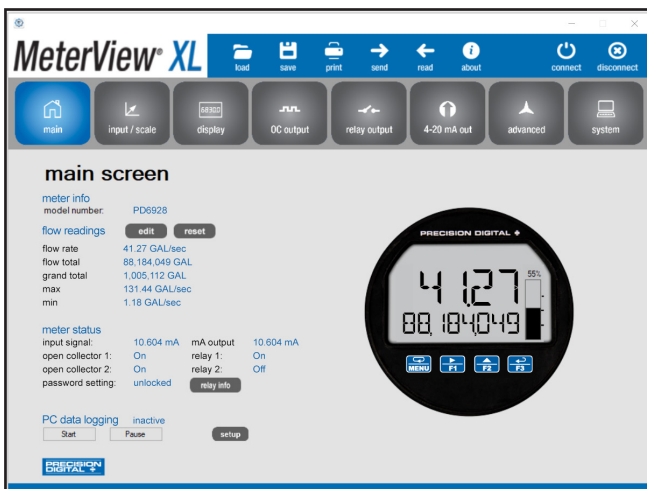 MeterView® XL
load save print send read about connect disconnect
main input / scale 68300 display OC output relay output 4-20 mA out advanced system
main screen
meter info
model number: PD6928
flow readings edit reset
flow rate 41.27 GAL/sec
flow total 88,184,049 GAL
grand total 1,005,112 GAL
max 131.44 GAL/sec
min 1.18 GAL/sec
meter status
input signal: 10.604 mA mA output 10.604 mA
open collector 1: On relay 1: On
open collector 2: On relay 2: Off
password setting: unlocked relay info
PC data logging inactive
Start Pause setup
PRECISION
DIGITAL
PRECISION DIGITAL
55%
41.27
88,184,049
MENU F1 F2 F3